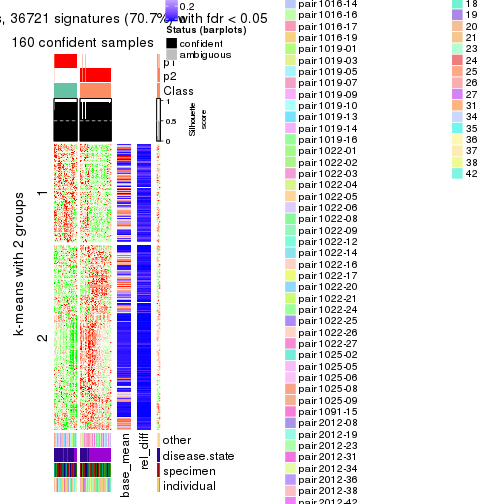 0.2
s, 36721 signatures (70.7%) with fdr < 0.05
Status (barplots)
confident
ambiguous
160 confident samples
p1
p2
Class
1
0.5
0
Silhouette
score
k-means with 2 groups
1
2
base_mean
rel_diff
other
disease.state
specimen
individual
pair1016-14
pair1016-16
pair1016-17
pair1016-19
pair1019-01
pair1019-03
pair1019-05
pair1019-07
pair1019-09
pair1019-10
pair1019-13
pair1019-14
pair1019-16
pair1022-01
pair1022-02
pair1022-03
pair1022-04
pair1022-05
pair1022-06
pair1022-08
pair1022-09
pair1022-12
pair1022-14
pair1022-16
pair1022-17
pair1022-20
pair1022-21
pair1022-24
pair1022-25
pair1022-26
pair1022-27
pair1025-02
pair1025-05
pair1025-06
pair1025-08
pair1025-09
pair1091-15
pair2012-08
pair2012-19
pair2012-23
pair2012-31
pair2012-34
pair2012-36
pair2012-38
pair2012-42
18
19
20
21
23
24
25
26
27
31
34
35
36
37
38
42